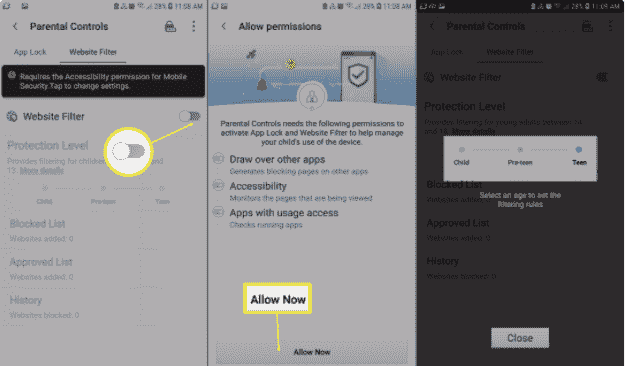 28% 11:08 AM
Parental Controls
App Lock Website Filter
Requires the Accessibility permission for Mobile
Security Tap to change settings.
Website Filter
Protection Level
Provides filtering for children
and
13. More details
Child Pre-teen Teen
Blocked List
Websites added: 0
Approved List
Websites added: 0
History
Websites blocked: 0
28% 11:08 AM
Allow permissions
Parental Controls needs the following permissions to
activate App Lock and Website Filter to help manage
your child's use of the device.
Draw over other apps
Generates blocking pages on other apps
Accessibility
Monitors the pages that are being viewed
Apps with usage access
Checks running apps
Allow Now
Allow Now
28% 11:09 AM
Parental Controls
App Lock Website Filter
Website Filter
Protection Level
Provides filtering for young adults between 14
and 18. More details
Child Pre-teen Teen
Select an age to set the
filtering rules
Blocked List
Websites added: 0
Approved List
Websites added: 0
History
Websites blocked: 0
Close